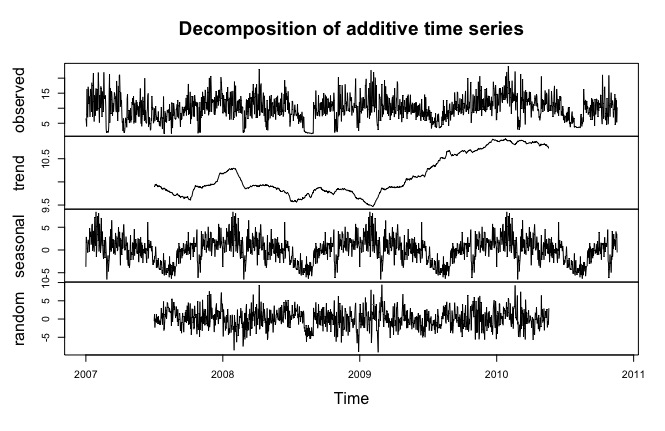 Decomposition of additive time series
observed
5 15
trend
9.5 10.5
seasonal
-5 0 5
random
-5 0 5 10
2007 2008 2009 2010 2011
Time